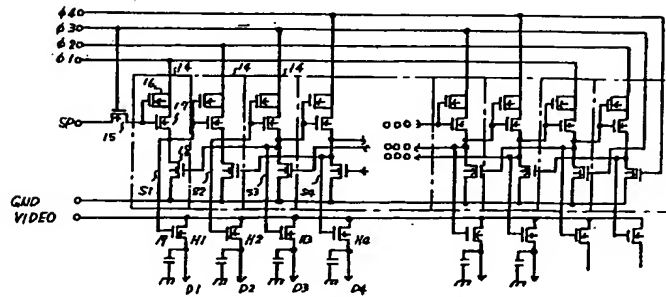 φ4
φ3
φ2
φ1
14 14 14
16
17
SP
15
18
S1 S2 S3 S4
GND
VIDEO
19 H1 H2 H3 H4
D1 D2 D3 D4